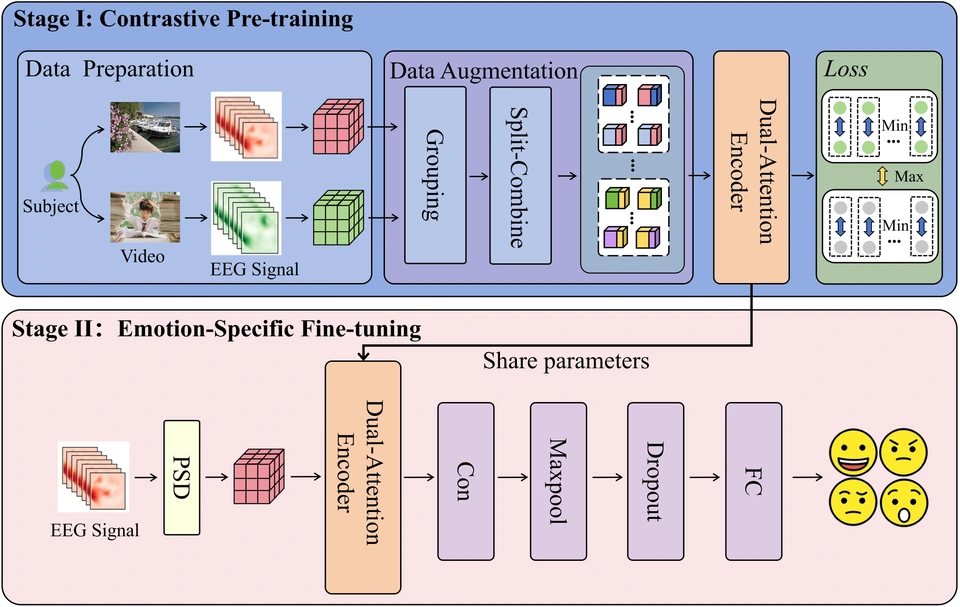 Stage I: Contrastive Pre-training
Data Preparation
Subject
Video
EEG Signal
Data Augmentation
Grouping
Split-Combine
Dual-Attention
Encoder
Loss
Min
Max
Min
Stage II: Emotion-Specific Fine-tuning
Share parameters
EEG Signal
PSD
Dual-Attention
Encoder
Con
Maxpool
Dropout
FC